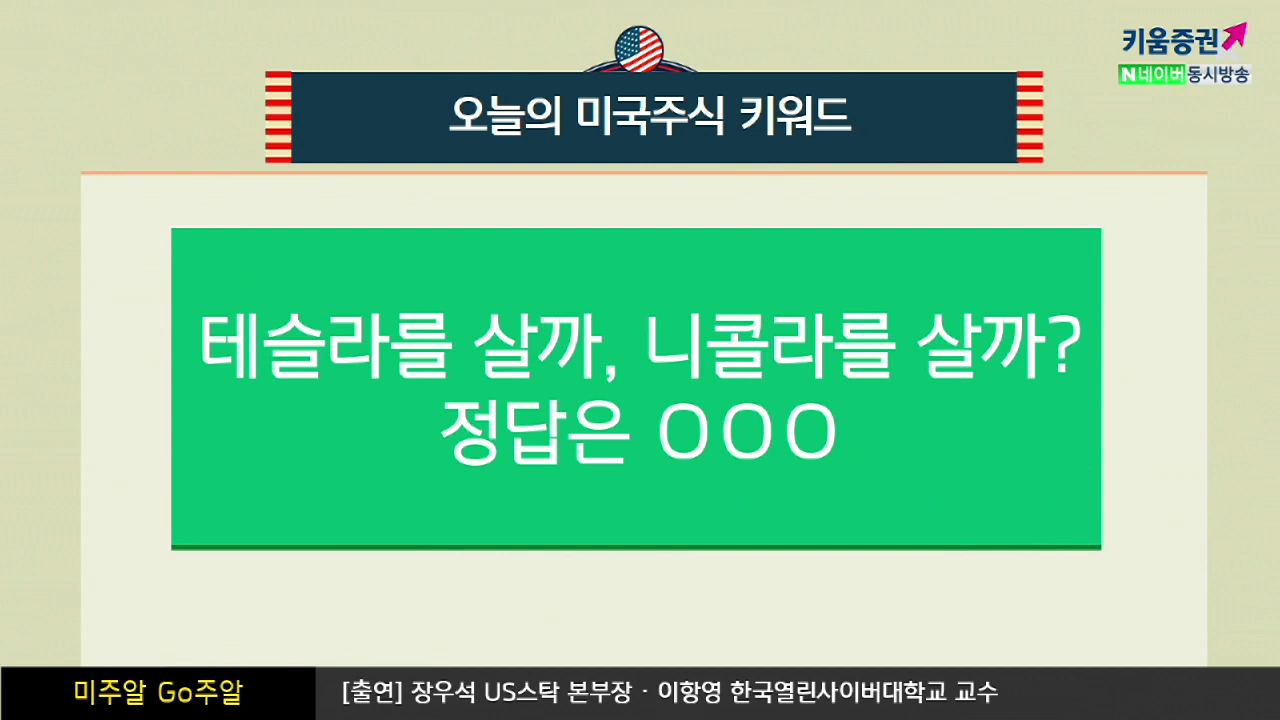 키움증권
N네이버 동시방송
오늘의 미국주식 키워드
테슬라를 살까, 니콜라를 살까?
정답은 OOO
미주알 Go주알
[출연] 장우석 US스탁 본부장 · 이항영 한국열린사이버대학교 교수